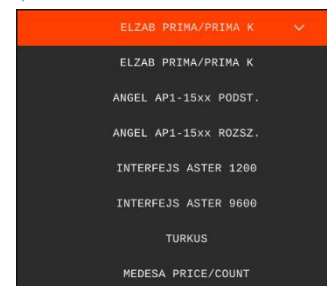 ELZAB PRIMA/PRIMA K
ELZAB PRIMA/PRIMA K
ANGEL AP1-15xx PODST.
ANGEL AP1-15xx ROZSZ.
INTERFEJS ASTER 1200
INTERFEJS ASTER 9600
TURKUS
MEDESA PRICE/COUNT